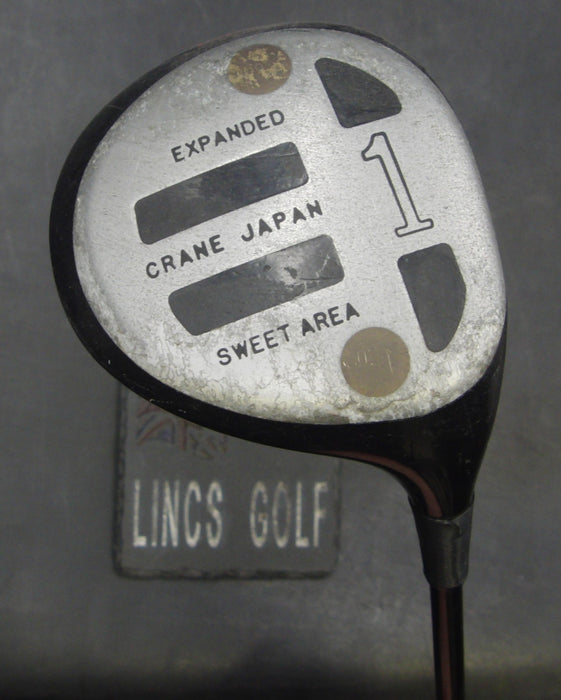 EXPANDED
1
CRANE JAPAN
SWEET AREA
LINCS GOLF